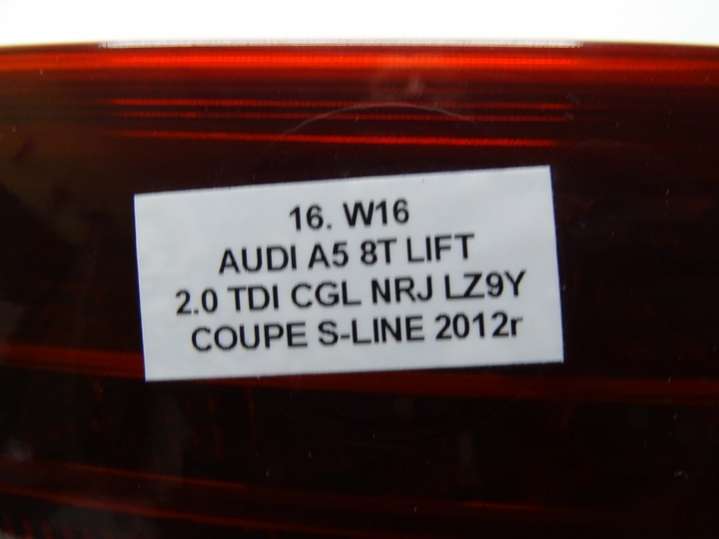 16. W16
AUDI A5 8T LIFT
2.0 TDI CGL NRJ LZ9Y
COUPE S-LINE 2012r